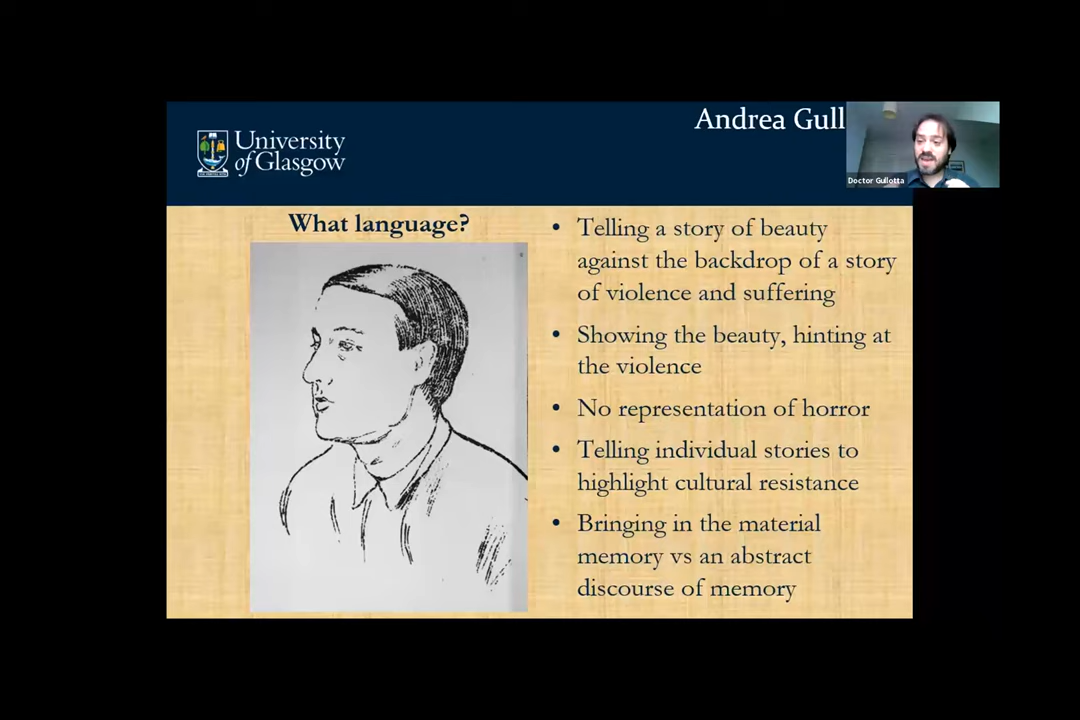 University
of Glasgow
Andrea Gull
Doctor Gullotta
What language?
• Telling a story of beauty
against the backdrop of a story
of violence and suffering
• Showing the beauty, hinting at
the violence
• No representation of horror
• Telling individual stories to
highlight cultural resistance
• Bringing in the material
memory vs an abstract
discourse of memory